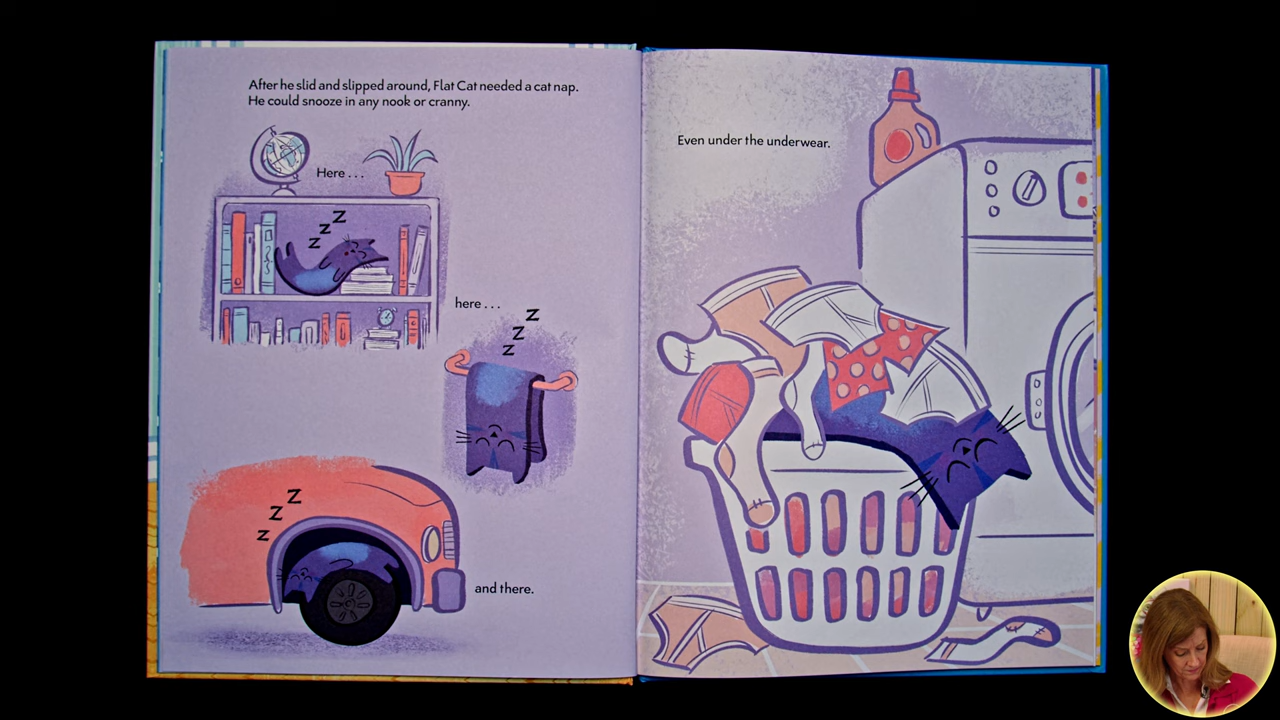 After he slid and slipped around, Flat Cat needed a cat nap.
He could snooze in any nook or cranny.
Here . . .
Z
Z
Z
here . . .
Z
Z
Z
Z
Z
Z
and there.
Even under the underwear.